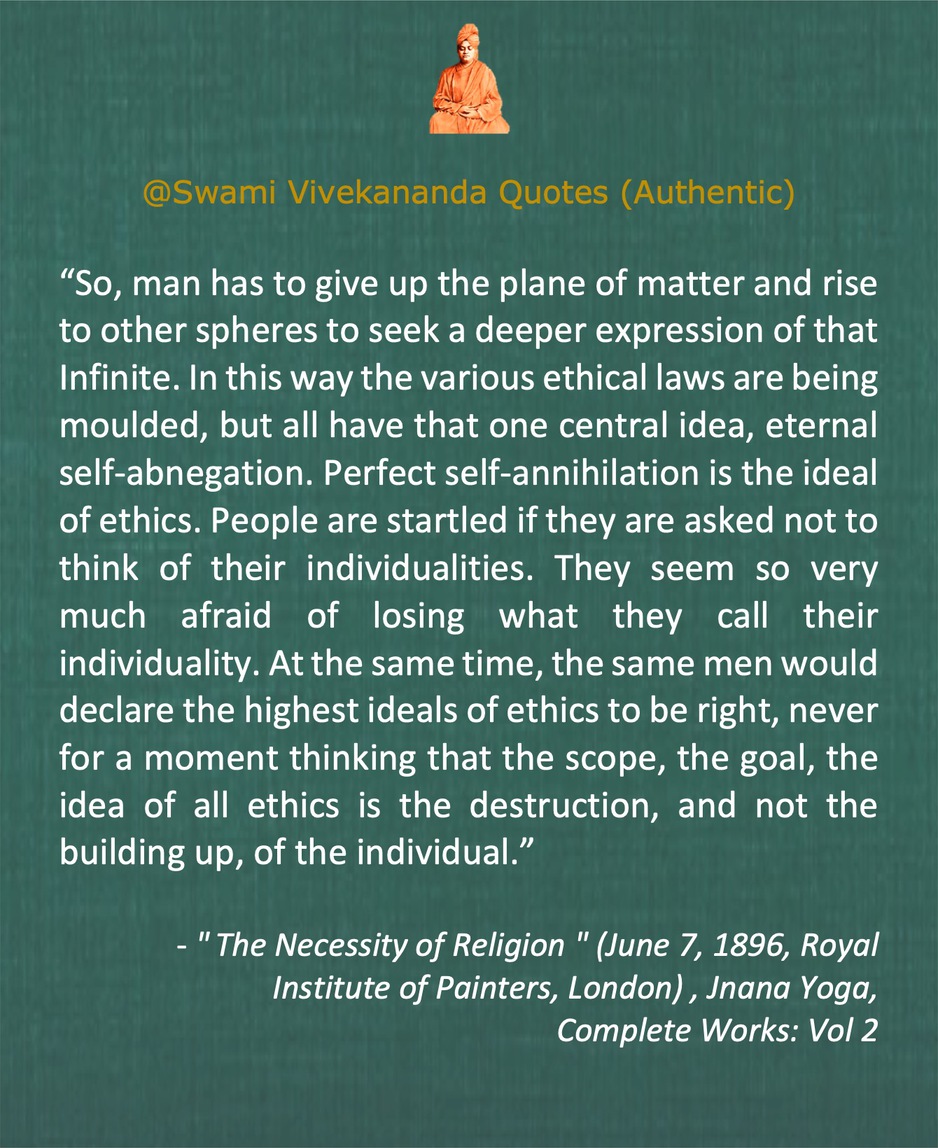 @Swami Vivekananda Quotes (Authentic)
“So, man has to give up the plane of matter and rise
to other spheres to seek a deeper expression of that
Infinite. In this way the various ethical laws are being
moulded, but all have that one central idea, eternal
self-abnegation. Perfect self-annihilation is the ideal
of ethics. People are startled if they are asked not to
think of their individualities. They seem so very
much afraid of losing what they call their
individuality. At the same time, the same men would
declare the highest ideals of ethics to be right, never
for a moment thinking that the scope, the goal, the
idea of all ethics is the destruction, and not the
building up, of the individual.”
- " The Necessity of Religion " (June 7, 1896, Royal
Institute of Painters, London) , Jnana Yoga,
Complete Works: Vol 2